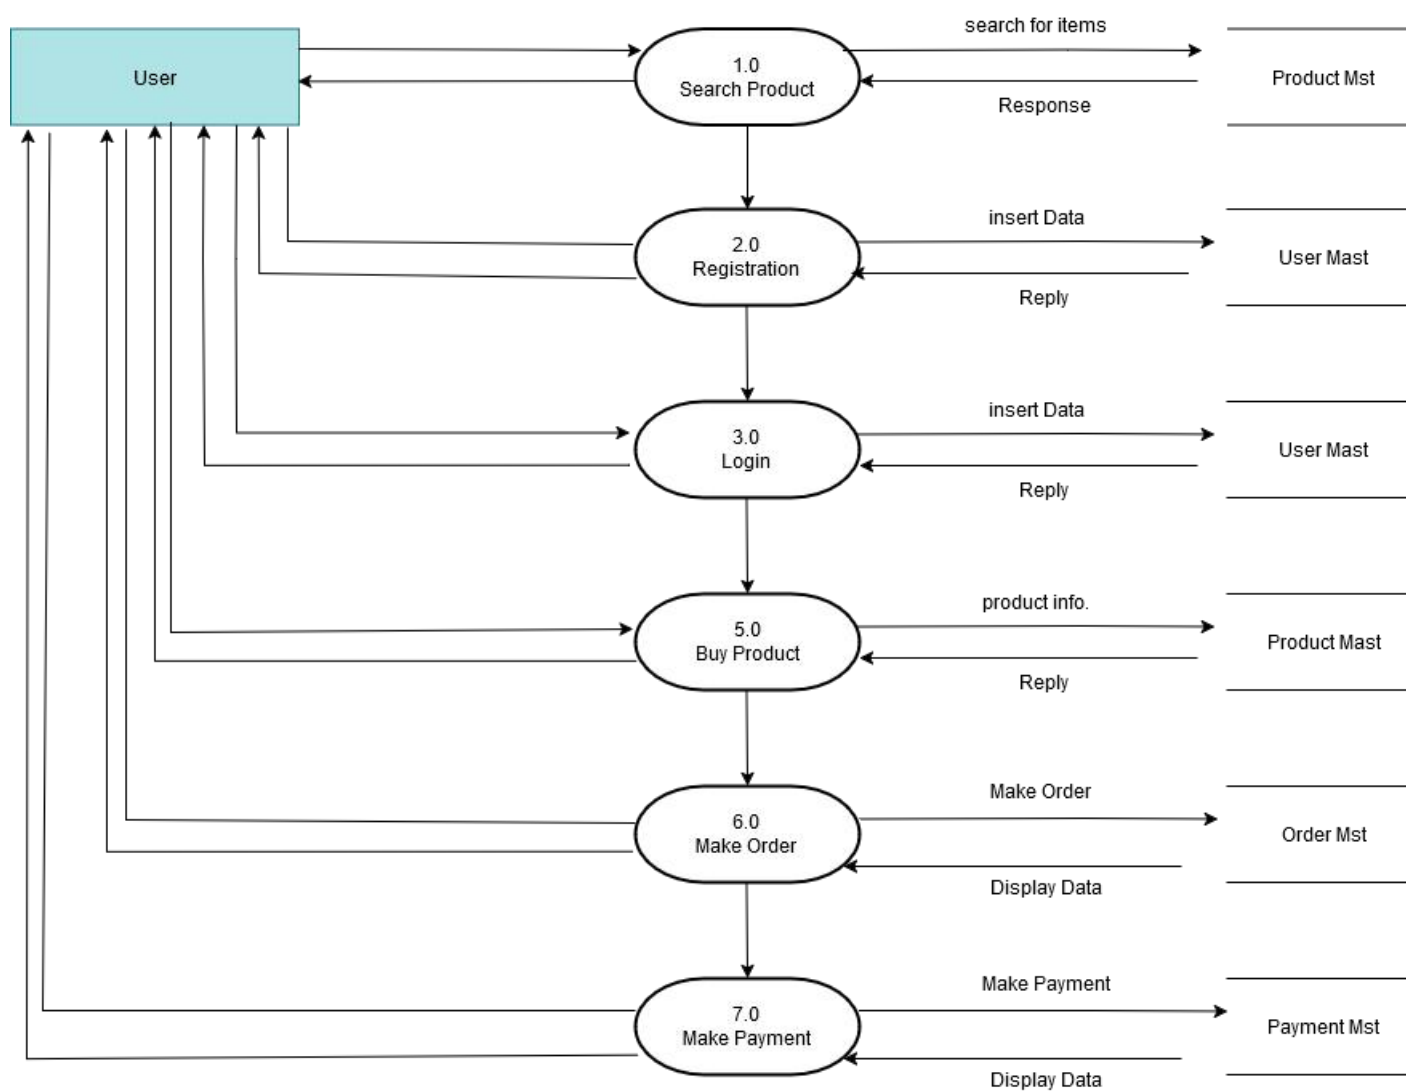 search for items
User
1.0
Search Product
Product Mst
Response
insert Data
2.0
Registration
User Mast
Reply
insert Data
3.0
Login
User Mast
Reply
product info.
5.0
Buy Product
Product Mast
Reply
Make Order
6.0
Make Order
Order Mst
Display Data
Make Payment
7.0
Make Payment
Payment Mst
Display Data